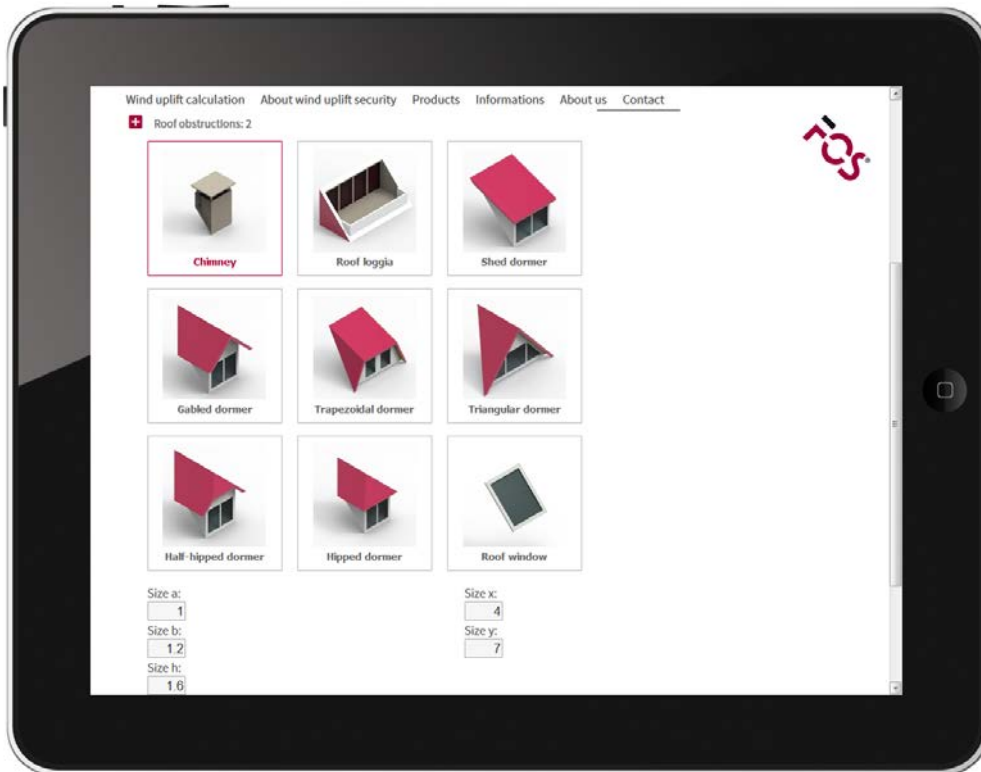 Wind uplift calculation About wind uplift security Products Informations About us Contact
Roof obstructions: 2
FOS®
Chimney Roof loggia Shed dormer
Gabled dormer Trapezoidal dormer Triangular dormer
Half-hipped dormer Hipped dormer Roof window
Size a: Size x:
1 4
Size b: Size y:
1.2 7
Size h:
1.6